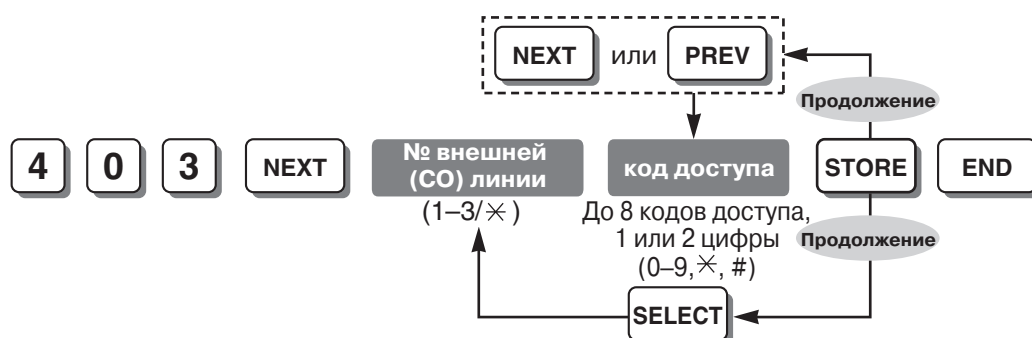 NEXT или PREV
Продолжение
4 0 3 NEXT № внешней (СО) линии код доступа STORE END
(1–3/✳)
До 8 кодов доступа,
1 или 2 цифры
(0–9,✳, #)
Продолжение
SELECT